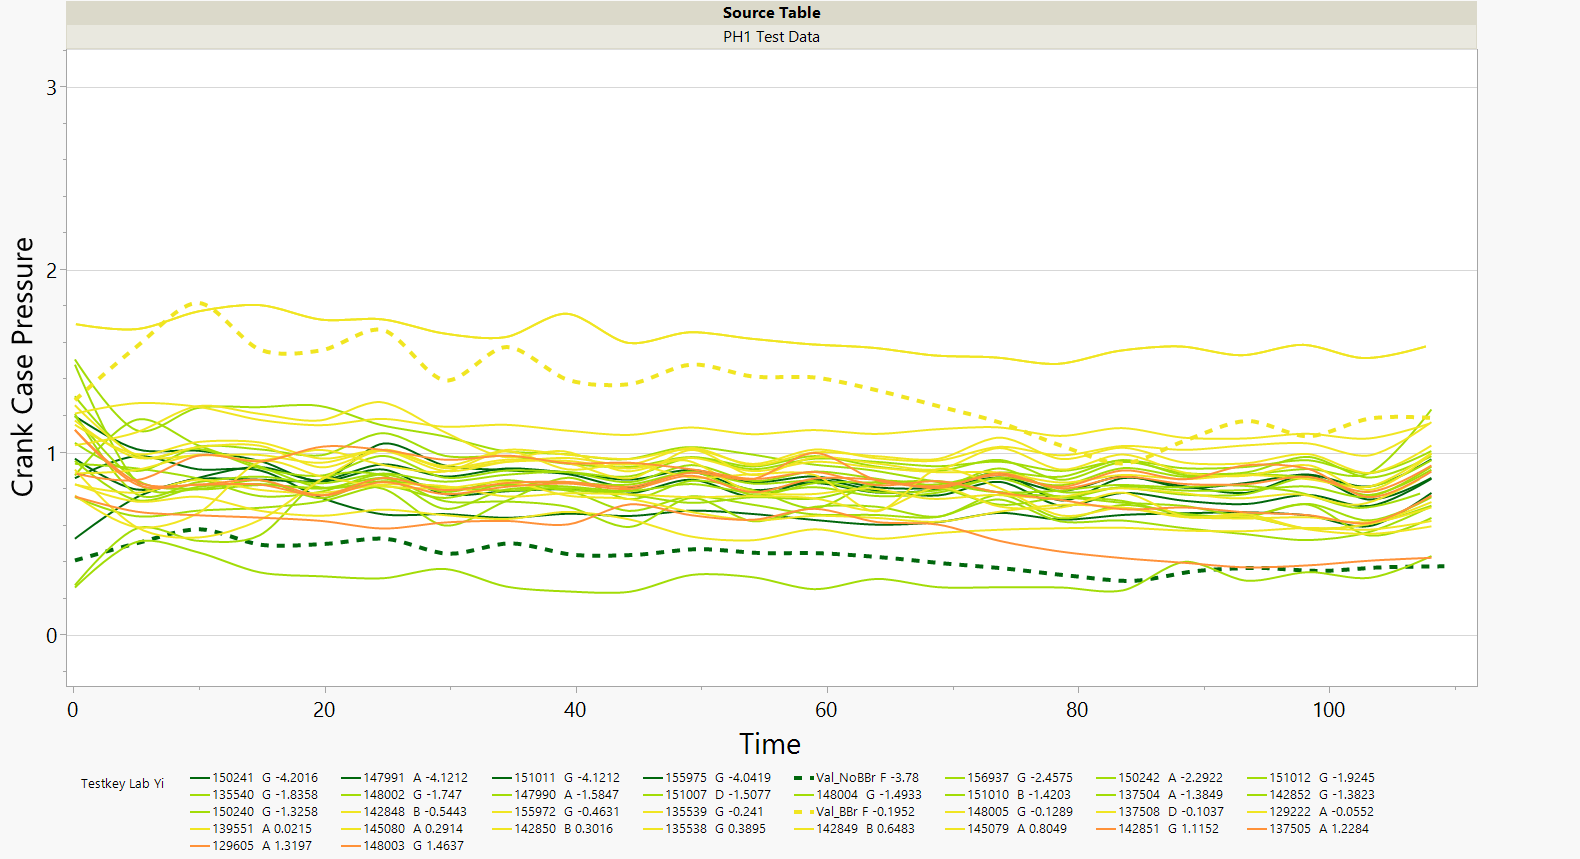 Source Table
PH1 Test Data
Crank Case Pressure
3
2
1
0
0 20 40 60 80 100
Time
Testkey Lab Yi
150241 G -4.2016 147991 A -4.1212 151011 G -4.1212 155975 G -4.0419 Val_NoBBr F -3.78 156937 G -2.4575 150242 A -2.2922 151012 G -1.9245
135540 G -1.8358 148002 G -1.747 147990 A -1.5847 151007 D -1.5077 148004 G -1.4933 151010 B -1.4203 137504 A -1.3849 142852 G -1.3823
150240 G -1.3258 142848 B -0.5443 155972 G -0.4631 135539 G -0.241 Val_BBr F -0.1952 148005 G -0.1289 137508 D -0.1037 129222 A -0.0552
139551 A 0.0215 145080 A 0.2914 142850 B 0.3016 135538 G 0.3895 142849 B 0.6483 145079 A 0.8049 142851 G 1.1152 137505 A 1.2284
129605 A 1.3197 148003 G 1.4637